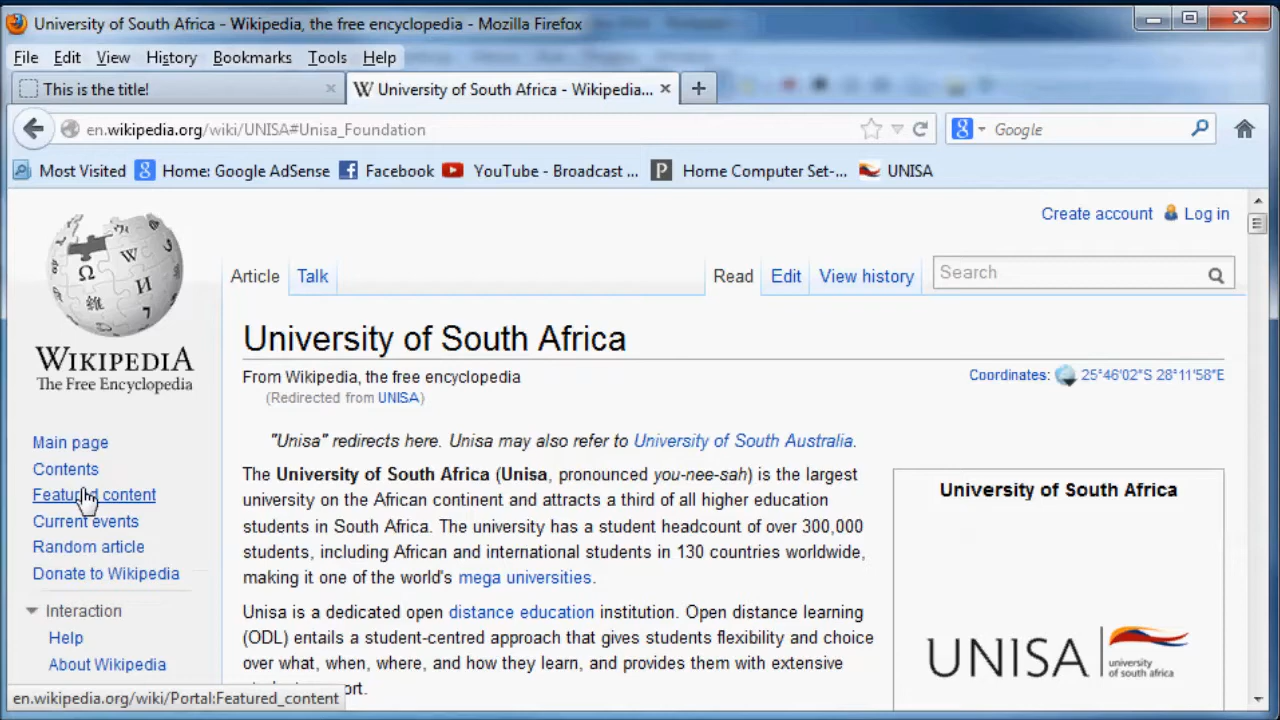 University of South Africa - Wikipedia, the free encyclopedia - Mozilla Firefox
File Edit View History Bookmarks Tools Help
This is the title!
University of South Africa - Wikipedia...
en.wikipedia.org/wiki/UNISA#Unisa_Foundation
Google
Most Visited Home: Google AdSense Facebook YouTube - Broadcast ... Home Computer Set-... UNISA
Create account Log in
Article Talk Read Edit View history Search
WIKIPEDIA
The Free Encyclopedia
Main page
Contents
Featured content
Current events
Random article
Donate to Wikipedia
Interaction
Help
About Wikipedia
en.wikipedia.org/wiki/Portal:Featured_content
University of South Africa
From Wikipedia, the free encyclopedia
Coordinates: 25°46′02″S 28°11′58″E
(Redirected from UNISA)
"Unisa" redirects here. Unisa may also refer to University of South Australia.
The University of South Africa (Unisa, pronounced you-nee-sah) is the largest
university on the African continent and attracts a third of all higher education
students in South Africa. The university has a student headcount of over 300,000
students, including African and international students in 130 countries worldwide,
making it one of the world's mega universities.
Unisa is a dedicated open distance education institution. Open distance learning
(ODL) entails a student-centred approach that gives students flexibility and choice
over what, when, where, and how they learn, and provides them with extensive
University of South Africa
UNISA
university
of south africa